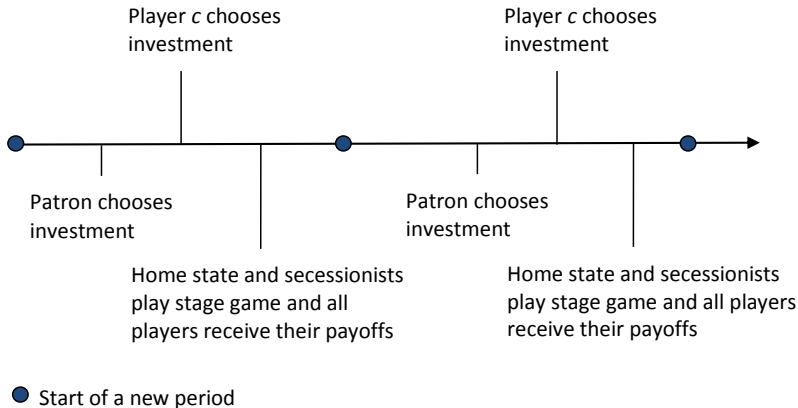 Player c chooses
investment
Player c chooses
investment
Patron chooses
investment
Patron chooses
investment
Home state and secessionists
play stage game and all
players receive their payoffs
Home state and secessionists
play stage game and all players
receive their payoffs
Start of a new period